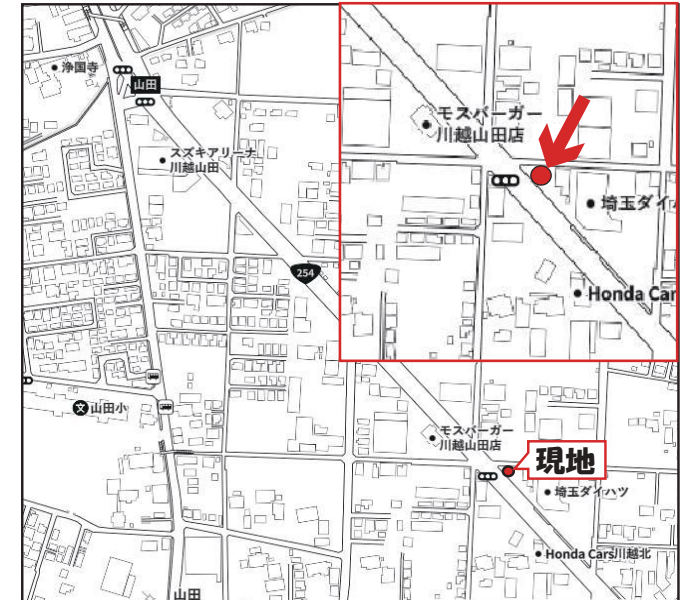 浄国寺
山田
スズキアリーナ
川越山田
254
山田小
文
モスバーガー
川越山田店
現地
埼玉ダイハツ
Honda Cars川越北
山田
モスバーガー
川越山田店
埼玉ダイ
Honda Car